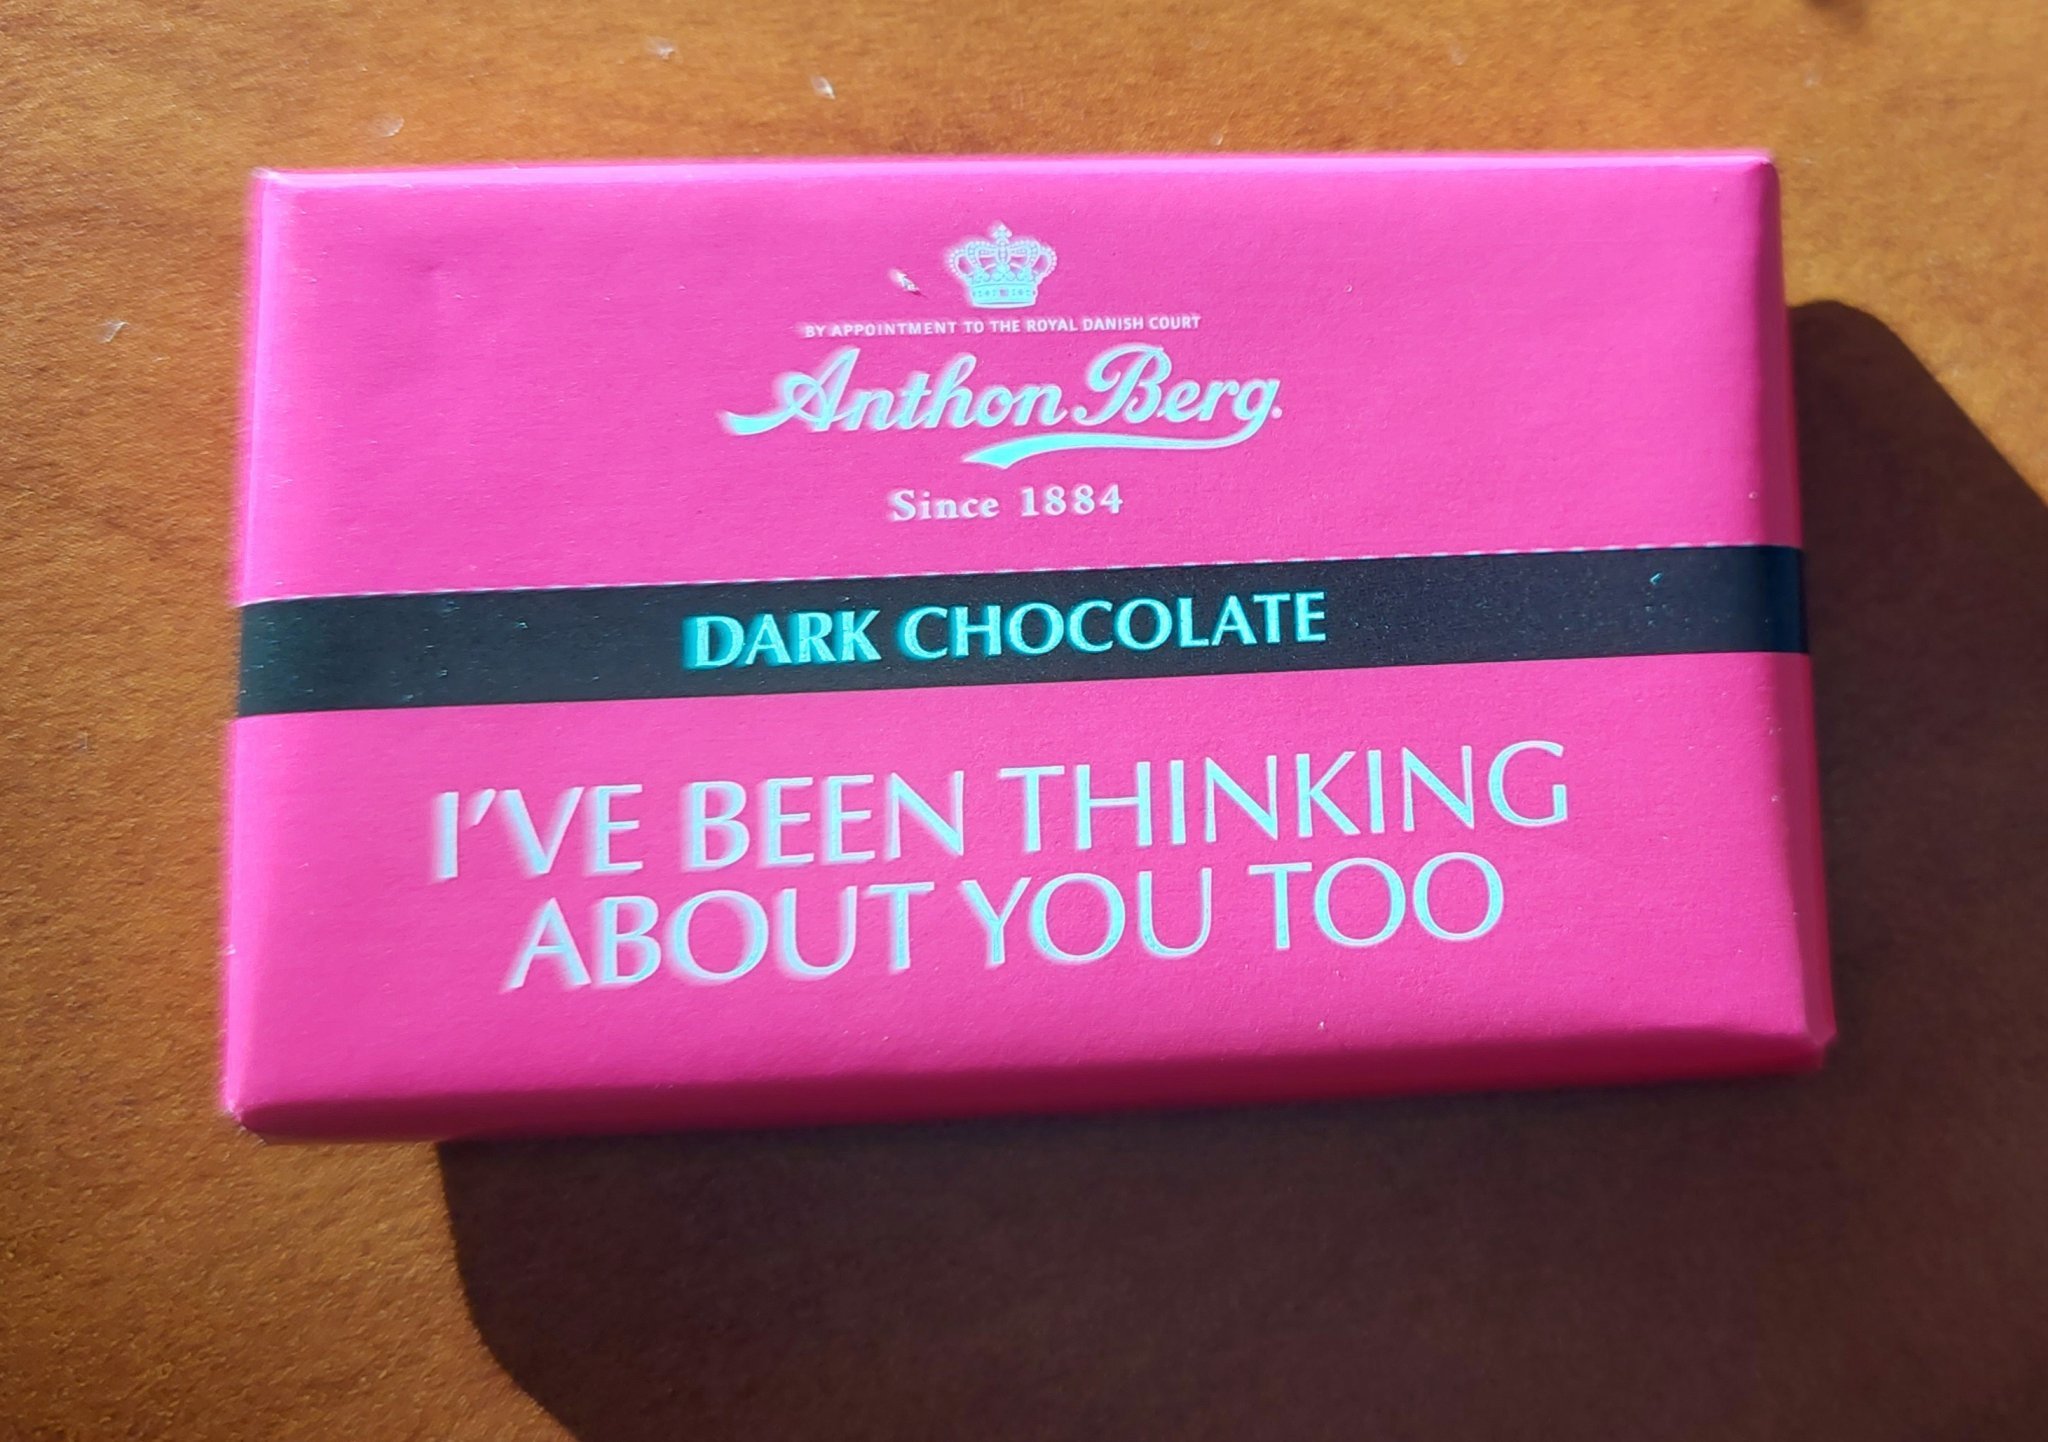 BY APPOINTMENT TO THE ROYAL DANISH COURT
Anthon Berg
Since 1884
DARK CHOCOLATE
I'VE BEEN THINKING
ABOUT YOU TOO